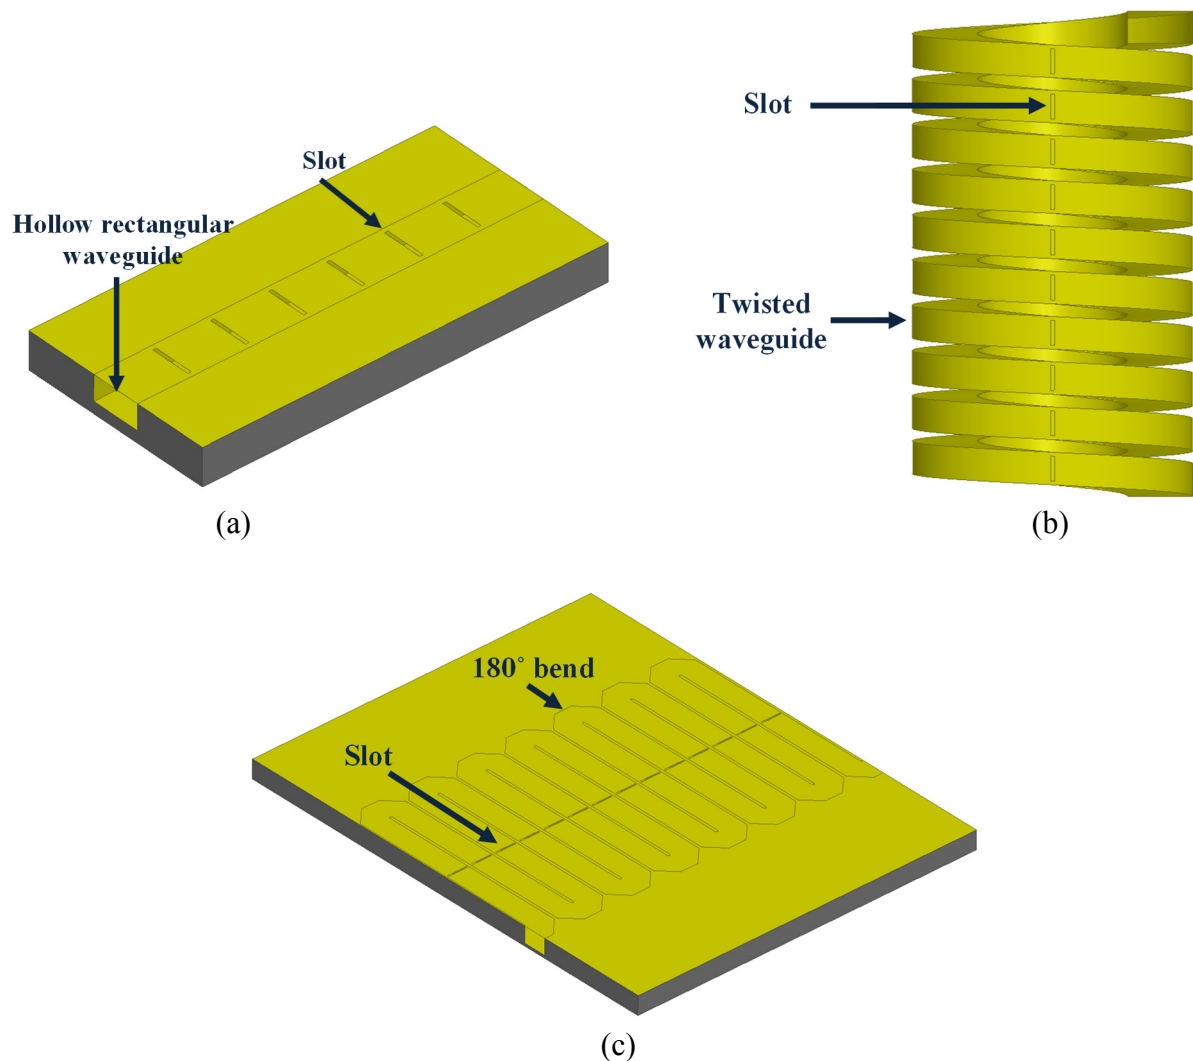 Slot
Hollow rectangular
waveguide
(a)
Slot
Twisted
waveguide
(b)
180˚ bend
Slot
(c)